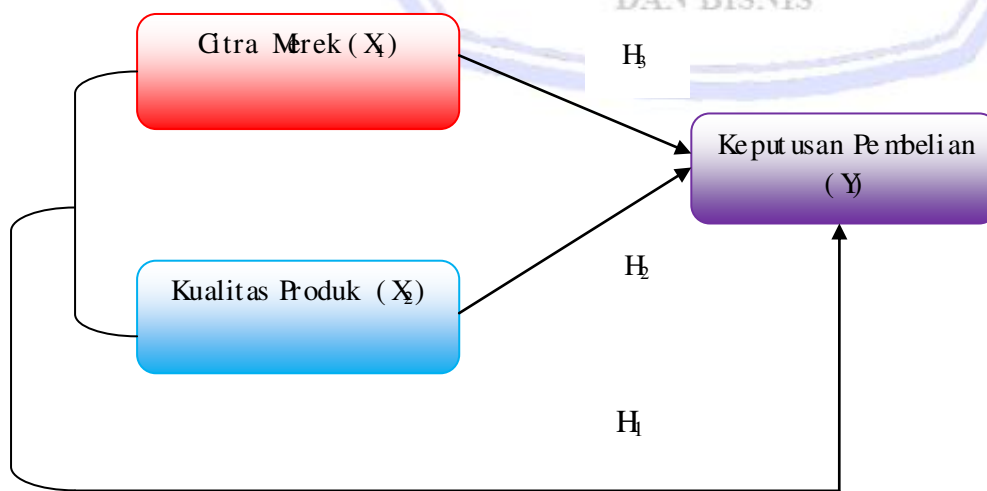 DAN BISNIS
Citra Merek (X₁)
H₃
Keputusan Pembelian
(Y)
H₂
Kualitas Produk (X₂)
H₁